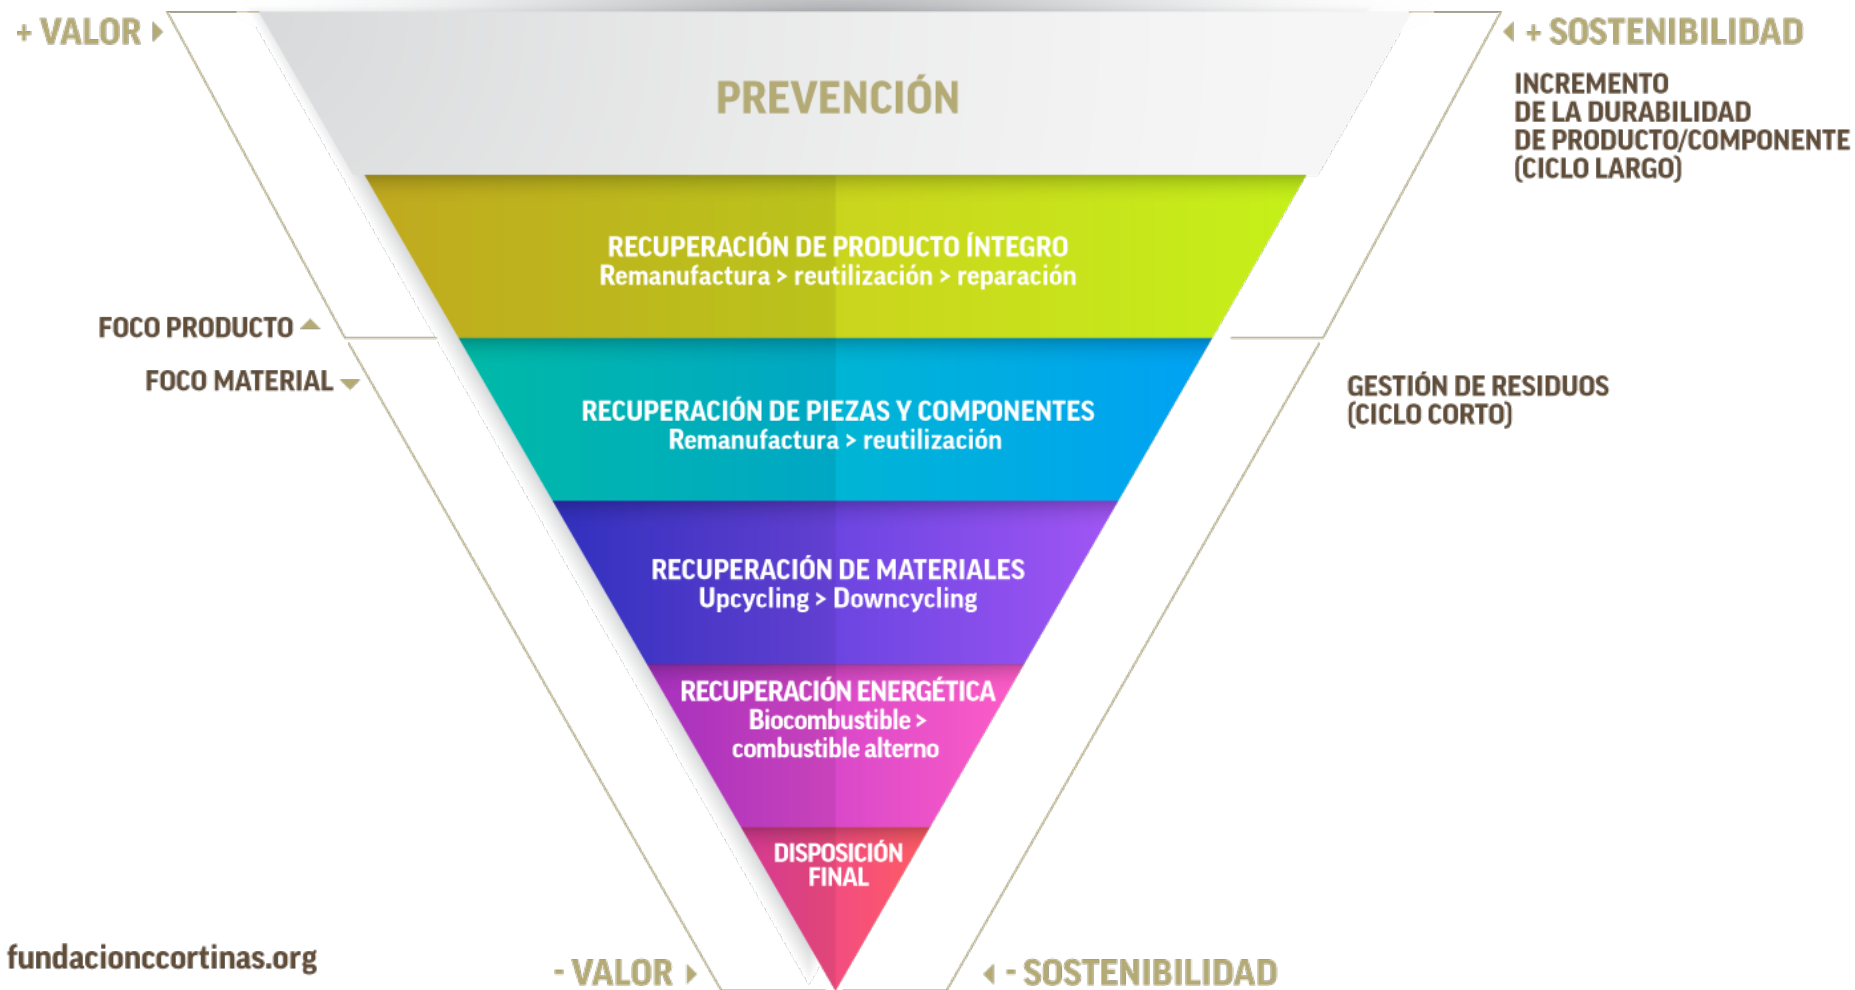 + VALOR
+ SOSTENIBILIDAD
PREVENCIÓN
INCREMENTO
DE LA DURABILIDAD
DE PRODUCTO/COMPONENTE
(CICLO LARGO)
RECUPERACIÓN DE PRODUCTO ÍNTEGRO
Remanufactura > reutilización > reparación
FOCO PRODUCTO
FOCO MATERIAL
GESTIÓN DE RESIDUOS
(CICLO CORTO)
RECUPERACIÓN DE PIEZAS Y COMPONENTES
Remanufactura > reutilización
RECUPERACIÓN DE MATERIALES
Upcycling > Downcycling
RECUPERACIÓN ENERGÉTICA
Biocombustible >
combustible alterno
DISPOSICIÓN
FINAL
fundacionccortinas.org
- VALOR
- SOSTENIBILIDAD